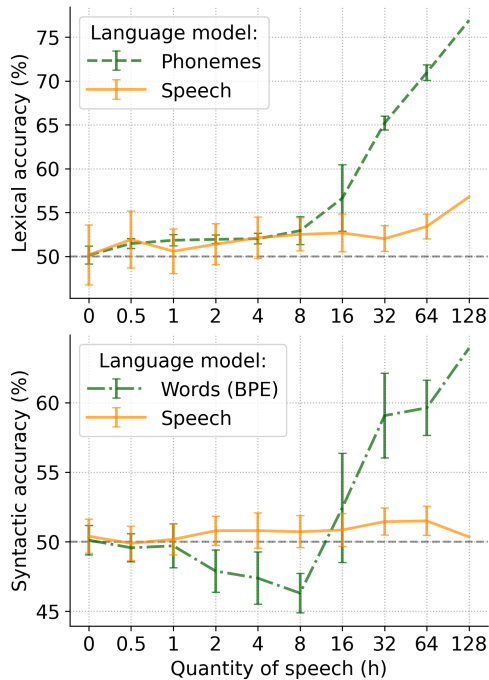 Lexical accuracy (%)
75
70
65
60
55
50
Language model:
Phonemes
Speech
0 0.5 1 2 4 8 16 32 64 128
Syntactic accuracy (%)
60
55
50
45
Language model:
Words (BPE)
Speech
0 0.5 1 2 4 8 16 32 64 128
Quantity of speech (h)